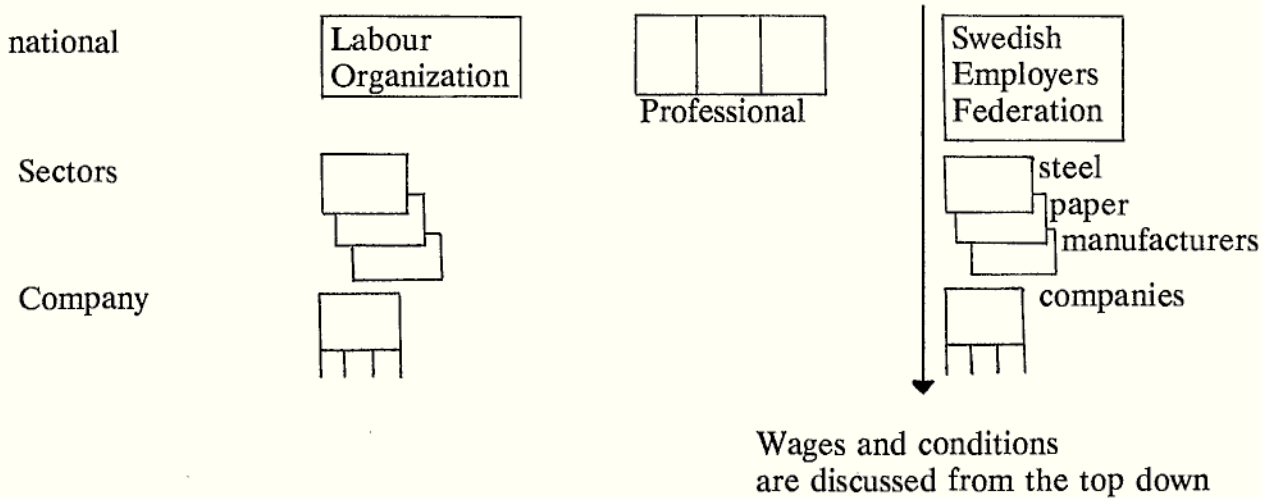 national
Labour
Organization
Professional
Swedish
Employers
Federation
Sectors
steel
paper
manufacturers
Company
companies
Wages and conditions
are discussed from the top down